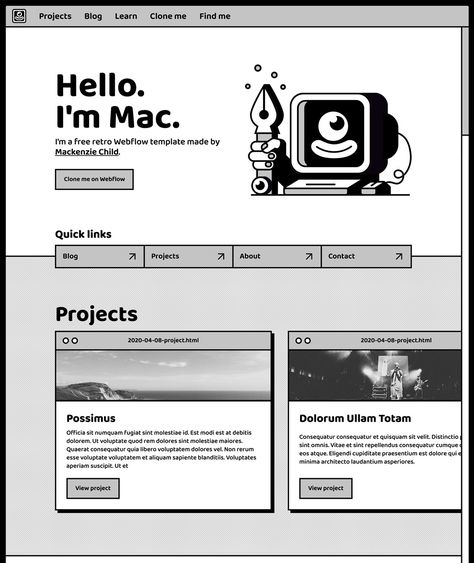 Projects Blog Learn Clone me Find me
Hello.
I'm Mac.
I'm a free retro Webflow template made by
Mackenzie Child.
Clone me on Webflow
Quick links
Blog Projects About Contact
Projects
2020-04-08-project.html
Possimus
Officia sit numquam fugiat sint molestiae id. Est modi est at debitis
dolorem. Ut voluptate quod rem dolores sint molestiae maiores.
Quaerat consequatur quia libero voluptatem dolores vel. Non rerum
esse voluptate voluptatem et aliquam sapiente blanditiis. Voluptates
aperiam suscipit. Ut et
View project
2020-04-08-project.html
Dolorum Ullam Totam
Consequatur consequatur et quisquam sit velit. Distinctio
sint omnis. Vitae et sint repellendus consequatur cumque
eos atque. Eligendi cupiditate praesentium est dolore qui
minima architecto laudantium asperiores.
View project